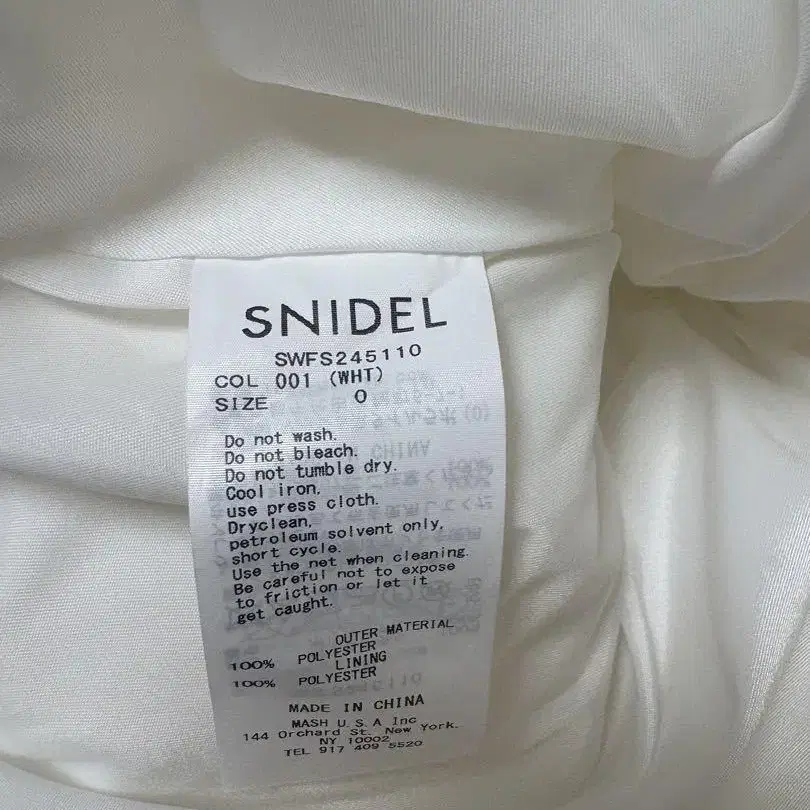 SNIDEL
SWFS245110
COL 001 (WHT)
SIZE 0
Do not wash.
Do not bleach.
Do not tumble dry.
Cool iron,
use press cloth.
Dryclean,
petroleum solvent only,
short cycle.
Use the net when cleaning.
Be careful not to expose
to friction or let it
get caught.
OUTER MATERIAL
100% POLYESTER
LINING
100% POLYESTER
MADE IN CHINA
MASH U.S.A Inc
144 Orchard St. New York.
NY 10002
TEL 917 409 5520